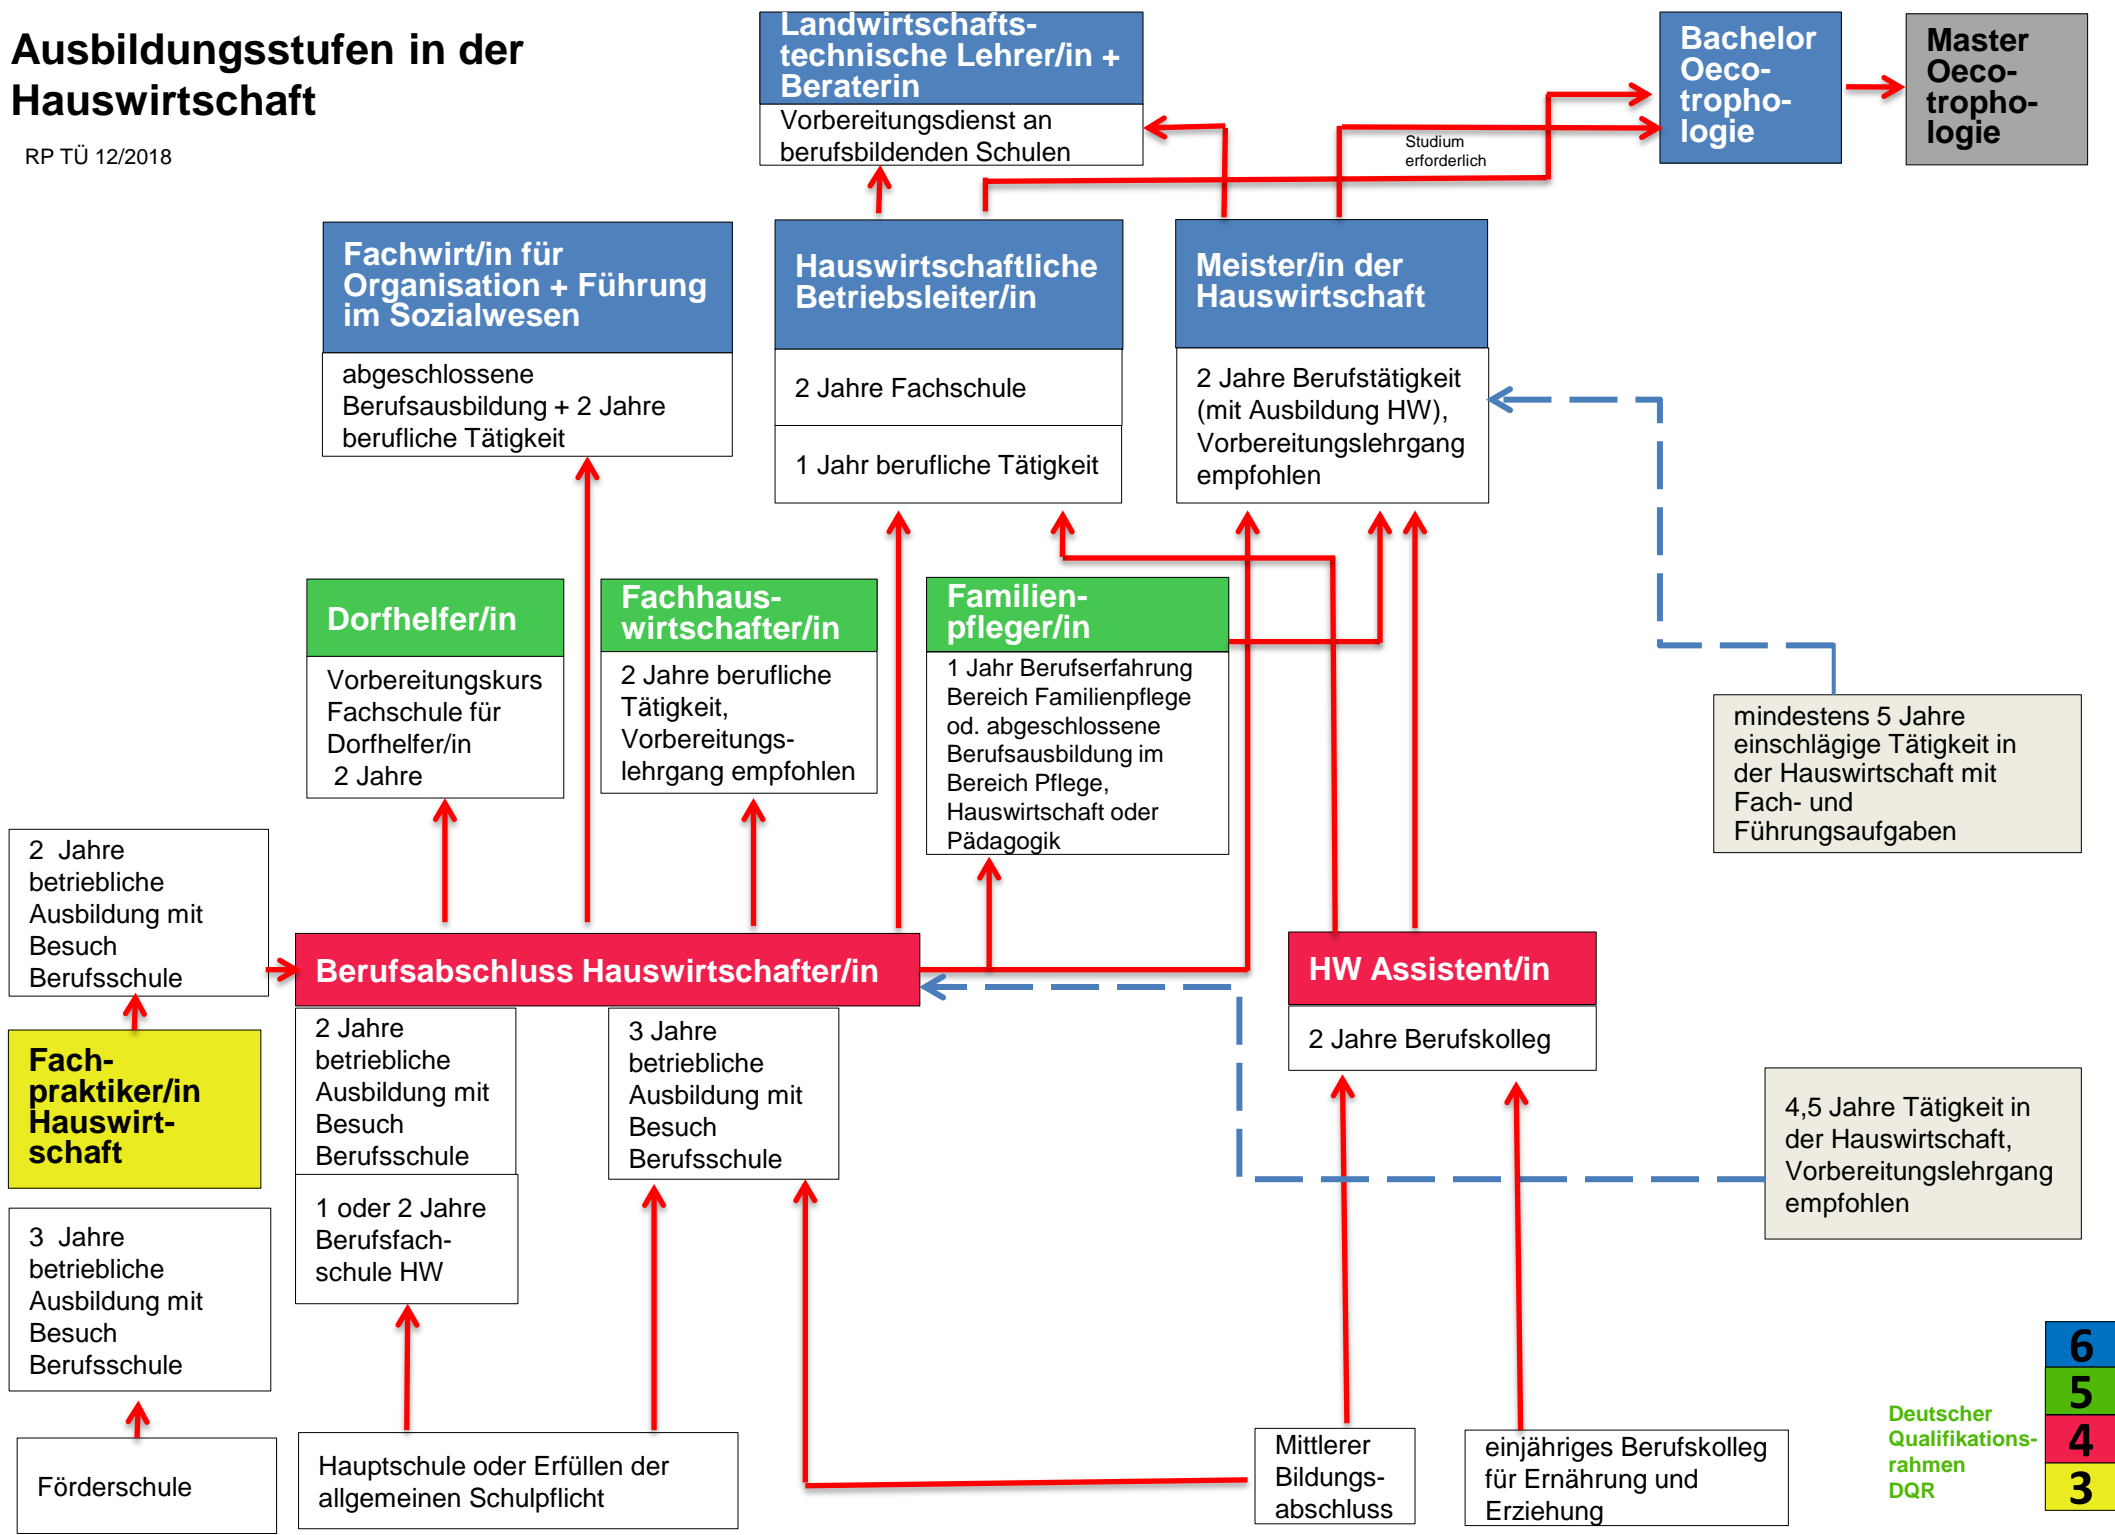 Ausbildungsstufen in der
Hauswirtschaft
RP TÜ 12/2018
Landwirtschafts-
technische Lehrer/in +
Beraterin
Vorbereitungsdienst an
berufsbildenden Schulen
Bachelor
Oeco-
tropho-
logie
Master
Oeco-
tropho-
logie
Studium
erforderlich
Fachwirt/in für
Organisation + Führung
im Sozialwesen
abgeschlossene
Berufsausbildung + 2 Jahre
berufliche Tätigkeit
Hauswirtschaftliche
Betriebsleiter/in
2 Jahre Fachschule
1 Jahr berufliche Tätigkeit
Meister/in der
Hauswirtschaft
2 Jahre Berufstätigkeit
(mit Ausbildung HW),
Vorbereitungslehrgang
empfohlen
Dorfhelfer/in
Vorbereitungskurs
Fachschule für
Dorfhelfer/in
2 Jahre
Fachhaus-
wirtschafter/in
2 Jahre berufliche
Tätigkeit,
Vorbereitungs-
lehrgang empfohlen
Familien-
pfleger/in
1 Jahr Berufserfahrung
Bereich Familienpflege
od. abgeschlossene
Berufsausbildung im
Bereich Pflege,
Hauswirtschaft oder
Pädagogik
mindestens 5 Jahre
einschlägige Tätigkeit in
der Hauswirtschaft mit
Fach- und
Führungsaufgaben
2 Jahre
betriebliche
Ausbildung mit
Besuch
Berufsschule
Berufsabschluss Hauswirtschafter/in
HW Assistent/in
2 Jahre Berufskolleg
Fach-
praktiker/in
Hauswirt-
schaft
2 Jahre
betriebliche
Ausbildung mit
Besuch
Berufsschule
1 oder 2 Jahre
Berufsfach-
schule HW
3 Jahre
betriebliche
Ausbildung mit
Besuch
Berufsschule
4,5 Jahre Tätigkeit in
der Hauswirtschaft,
Vorbereitungslehrgang
empfohlen
3 Jahre
betriebliche
Ausbildung mit
Besuch
Berufsschule
Förderschule
Hauptschule oder Erfüllen der
allgemeinen Schulpflicht
Mittlerer
Bildungs-
abschluss
einjähriges Berufskolleg
für Ernährung und
Erziehung
Deutscher
Qualifikations-
rahmen
DQR
6
5
4
3